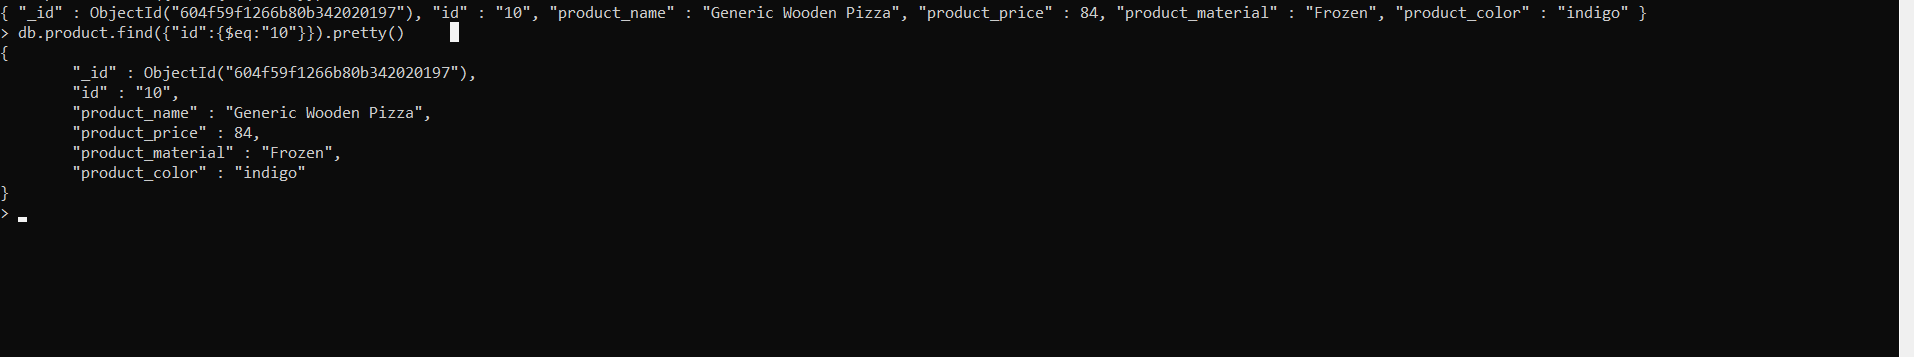 { "_id" : ObjectId("604f59f1266b80b342020197"), "id" : "10", "product_name" : "Generic Wooden Pizza", "product_price" : 84, "product_material" : "Frozen", "product_color" : "indigo" }
> db.product.find({"id":{$eq:"10"}}).pretty()
{
        "_id" : ObjectId("604f59f1266b80b342020197"),
        "id" : "10",
        "product_name" : "Generic Wooden Pizza",
        "product_price" : 84,
        "product_material" : "Frozen",
        "product_color" : "indigo"
}
>